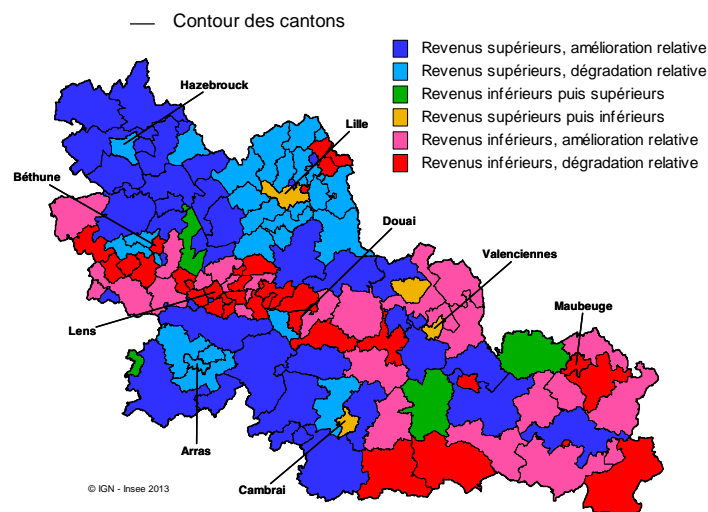 Contour des cantons
Revenus supérieurs, amélioration relative
Revenus supérieurs, dégradation relative
Revenus inférieurs puis supérieurs
Revenus supérieurs puis inférieurs
Revenus inférieurs, amélioration relative
Revenus inférieurs, dégradation relative
Hazebrouck
Lille
Béthune
Douai
Valenciennes
Maubeuge
Lens
Arras
Cambrai
© IGN - Insee 2013